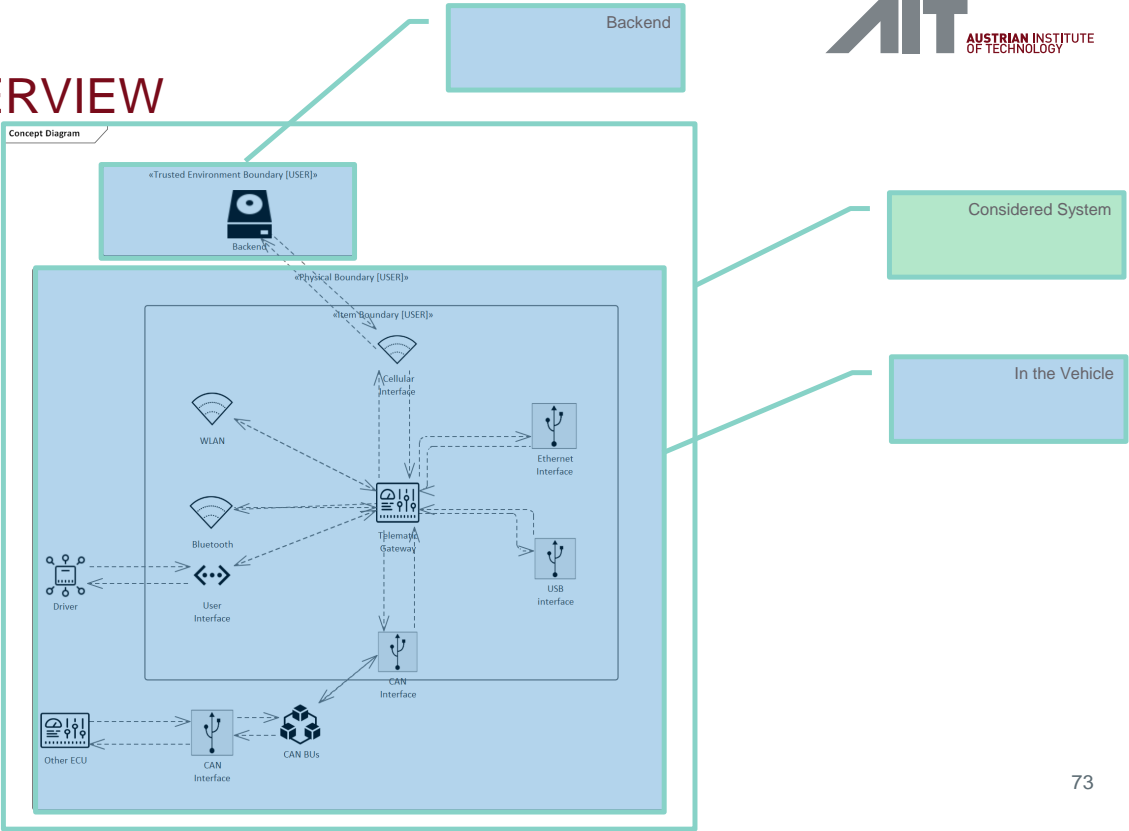 Backend
AIT
AUSTRIAN INSTITUTE
OF TECHNOLOGY
ERVIEW
Concept Diagram
«Trusted Environment Boundary [USER]»
Backend
Considered System
«Physical Boundary [USER]»
«Item Boundary [USER]»
In the Vehicle
Cellular
Interface
WLAN
Ethernet
Interface
Bluetooth
Telematic
Gateway
USB
interface
Driver
User
Interface
CAN
Interface
Other ECU
CAN
Interface
CAN BUs
73